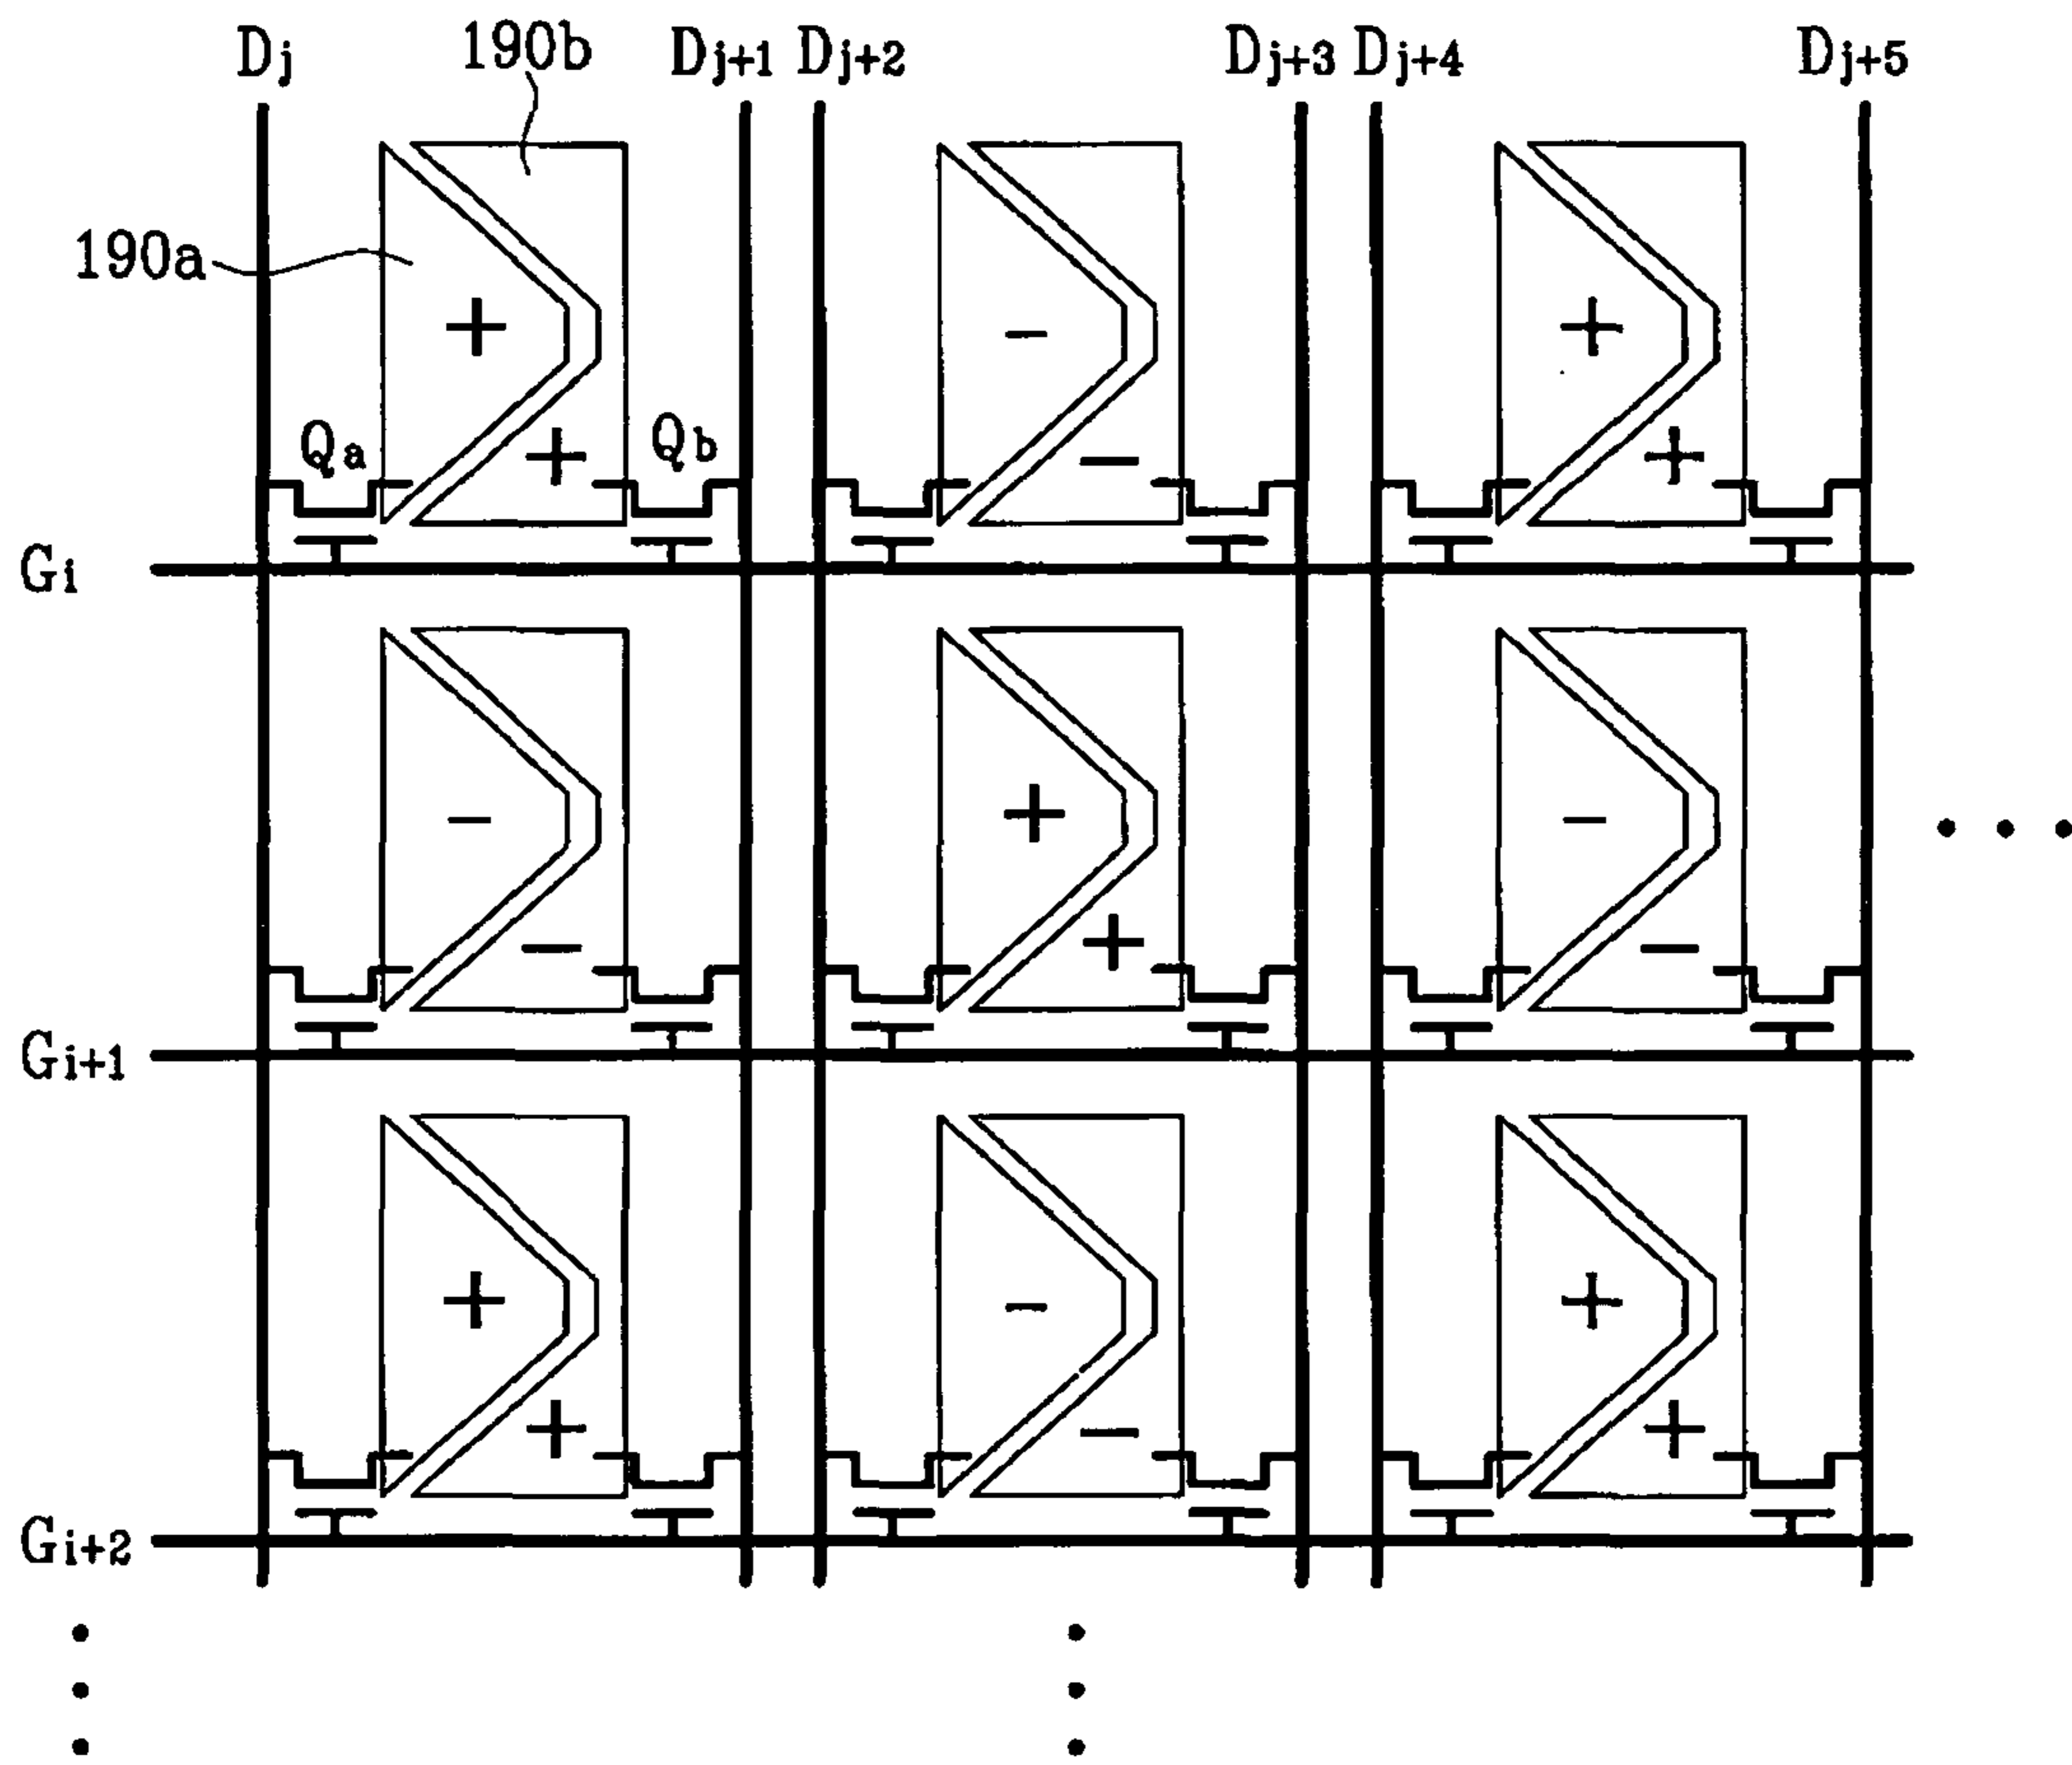 Dj 190b Dj+1 Dj+2 Dj+3 Dj+4 Dj+5
190a
+ - +
Qa + Qb - +
Gi
- + -
- + -
Gi+1
+ - +
+ - +
Gi+2